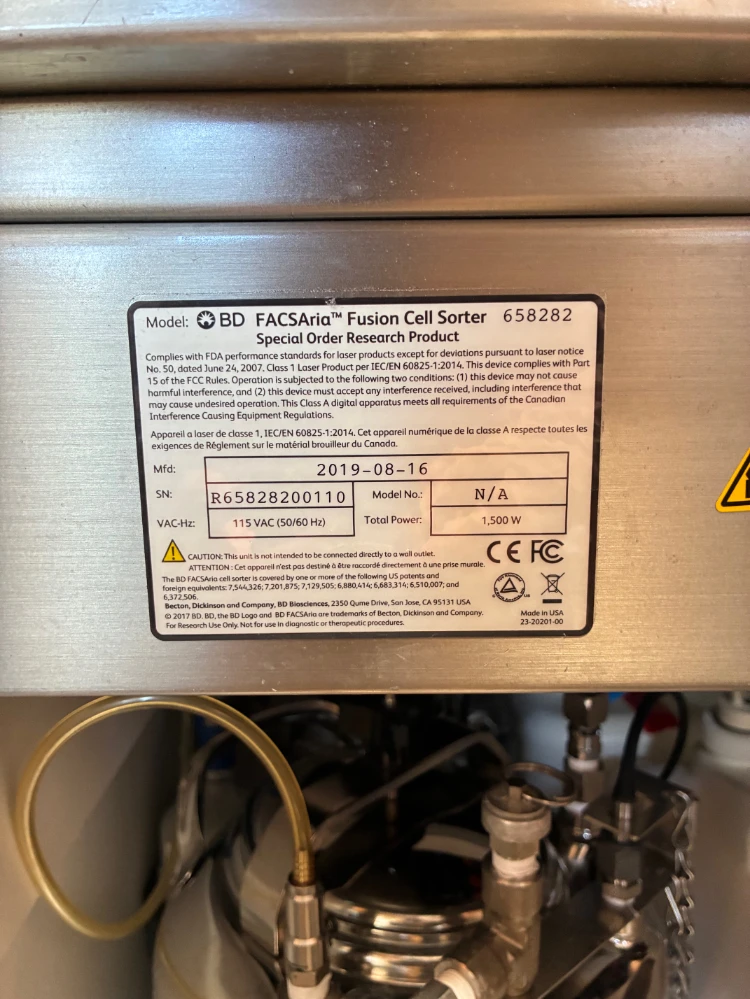 Model: BD FACSAria™ Fusion Cell Sorter 658282
Special Order Research Product
Complies with FDA performance standards for laser products except for deviations pursuant to laser notice
No. 50, dated June 24, 2007. Class 1 Laser Product per IEC/EN 60825-1:2014. This device complies with Part
15 of the FCC Rules. Operation is subjected to the following two conditions: (1) this device may not cause
harmful interference, and (2) this device must accept any interference received, including interference that
may cause undesired operation. This Class A digital apparatus meets all requirements of the Canadian
Interference Causing Equipment Regulations.
Appareil a laser de classe 1, IEC/EN 60825-1:2014. Cet appareil numérique de la classe A respecte toutes les
exigences de Réglement sur le matérial brouilleur du Canada.
Mfd: 2019-08-16
SN: R65828200110 Model No.: N/A
VAC-Hz: 115 VAC (50/60 Hz) Total Power: 1,500 W
CAUTION: This unit is not intended to be connected directly to a wall outlet.
ATTENTION: Cet appareil n'est pas destiné à être raccordé directement à une prise murale.
CE FC
The BD FACSAria cell sorter is covered by one or more of the following US patents and
foreign equivalents: 7,544,326; 7,201,875; 7,129,505; 6,880,414; 6,683,314; 6,510,007; and
6,372,506.
Becton, Dickinson and Company, BD Biosciences, 2350 Qume Drive, San Jose, CA 95131 USA
© 2017 BD. BD, the BD Logo and BD FACSAria are trademarks of Becton, Dickinson and Company.
For Research Use Only. Not for use in diagnostic or therapeutic procedures.
Made in USA
23-20201-00